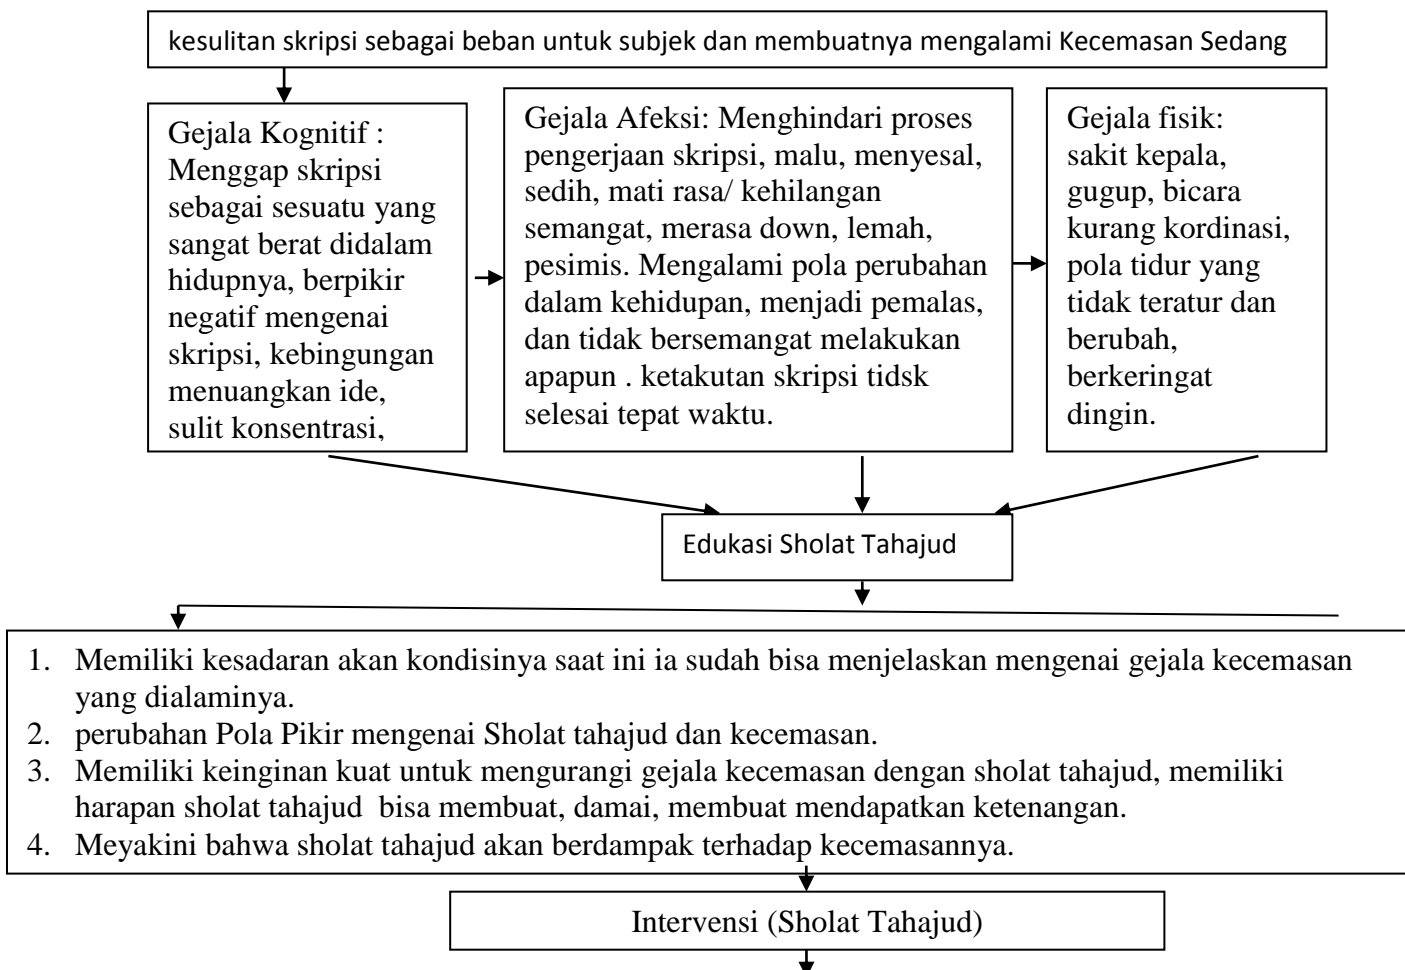 kesulitan skripsi sebagai beban untuk subjek dan membuatnya mengalami Kecemasan Sedang
Gejala Kognitif :
Menggap skripsi
sebagai sesuatu yang
sangat berat didalam
hidupnya, berpikir
negatif mengenai
skripsi, kebingungan
menuangkan ide,
sulit konsentrasi,
Gejala Afeksi: Menghindari proses
pengerjaan skripsi, malu, menyesal,
sedih, mati rasa/ kehilangan
semangat, merasa down, lemah,
pesimis. Mengalami pola perubahan
dalam kehidupan, menjadi pemalas,
dan tidak bersemangat melakukan
apapun . ketakutan skripsi tidsk
selesai tepat waktu.
Gejala fisik:
sakit kepala,
gugup, bicara
kurang kordinasi,
pola tidur yang
tidak teratur dan
berubah,
berkeringat
dingin.
Edukasi Sholat Tahajud
1. Memiliki kesadaran akan kondisinya saat ini ia sudah bisa menjelaskan mengenai gejala kecemasan
yang dialaminya.
2. perubahan Pola Pikir mengenai Sholat tahajud dan kecemasan.
3. Memiliki keinginan kuat untuk mengurangi gejala kecemasan dengan sholat tahajud, memiliki
harapan sholat tahajud bisa membuat, damai, membuat mendapatkan ketenangan.
4. Meyakini bahwa sholat tahajud akan berdampak terhadap kecemasannya.
Intervensi (Sholat Tahajud)